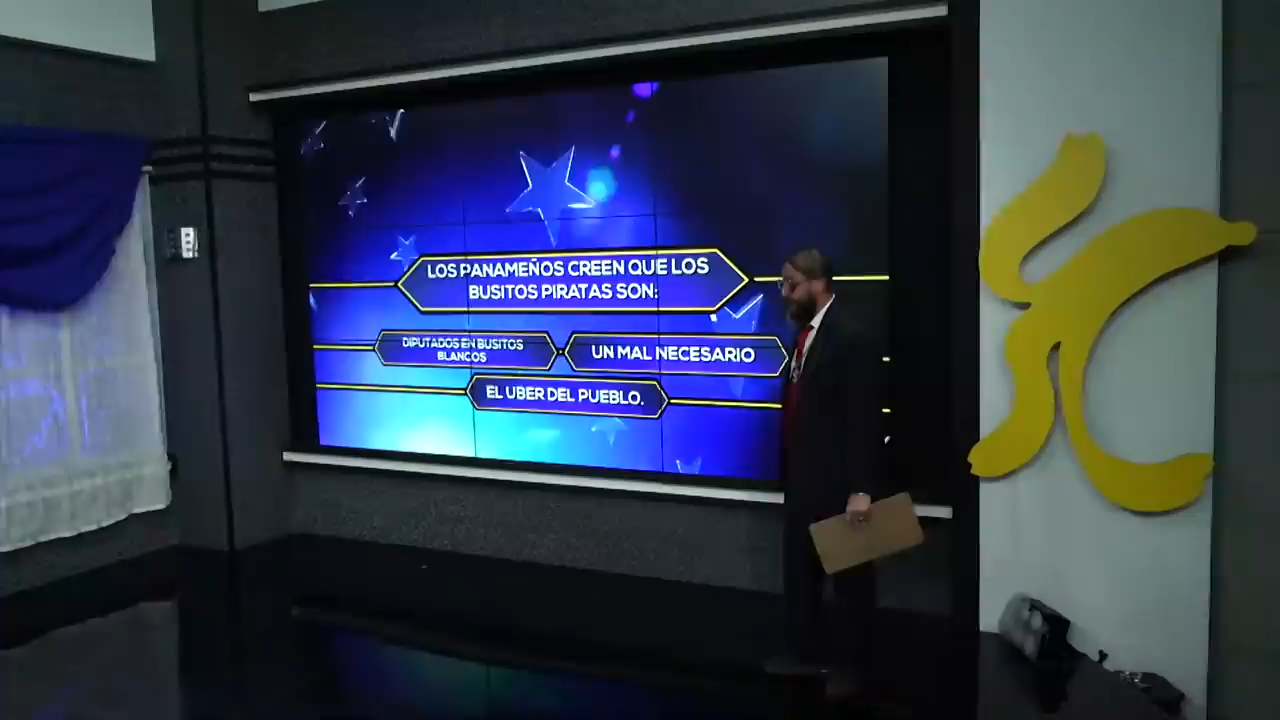 LOS PANAMEÑOS CREEN QUE LOS
BUSITOS PIRATAS SON:
DIPUTADOS EN BUSITOS
BLANCOS
UN MAL NECESARIO
EL UBER DEL PUEBLO.